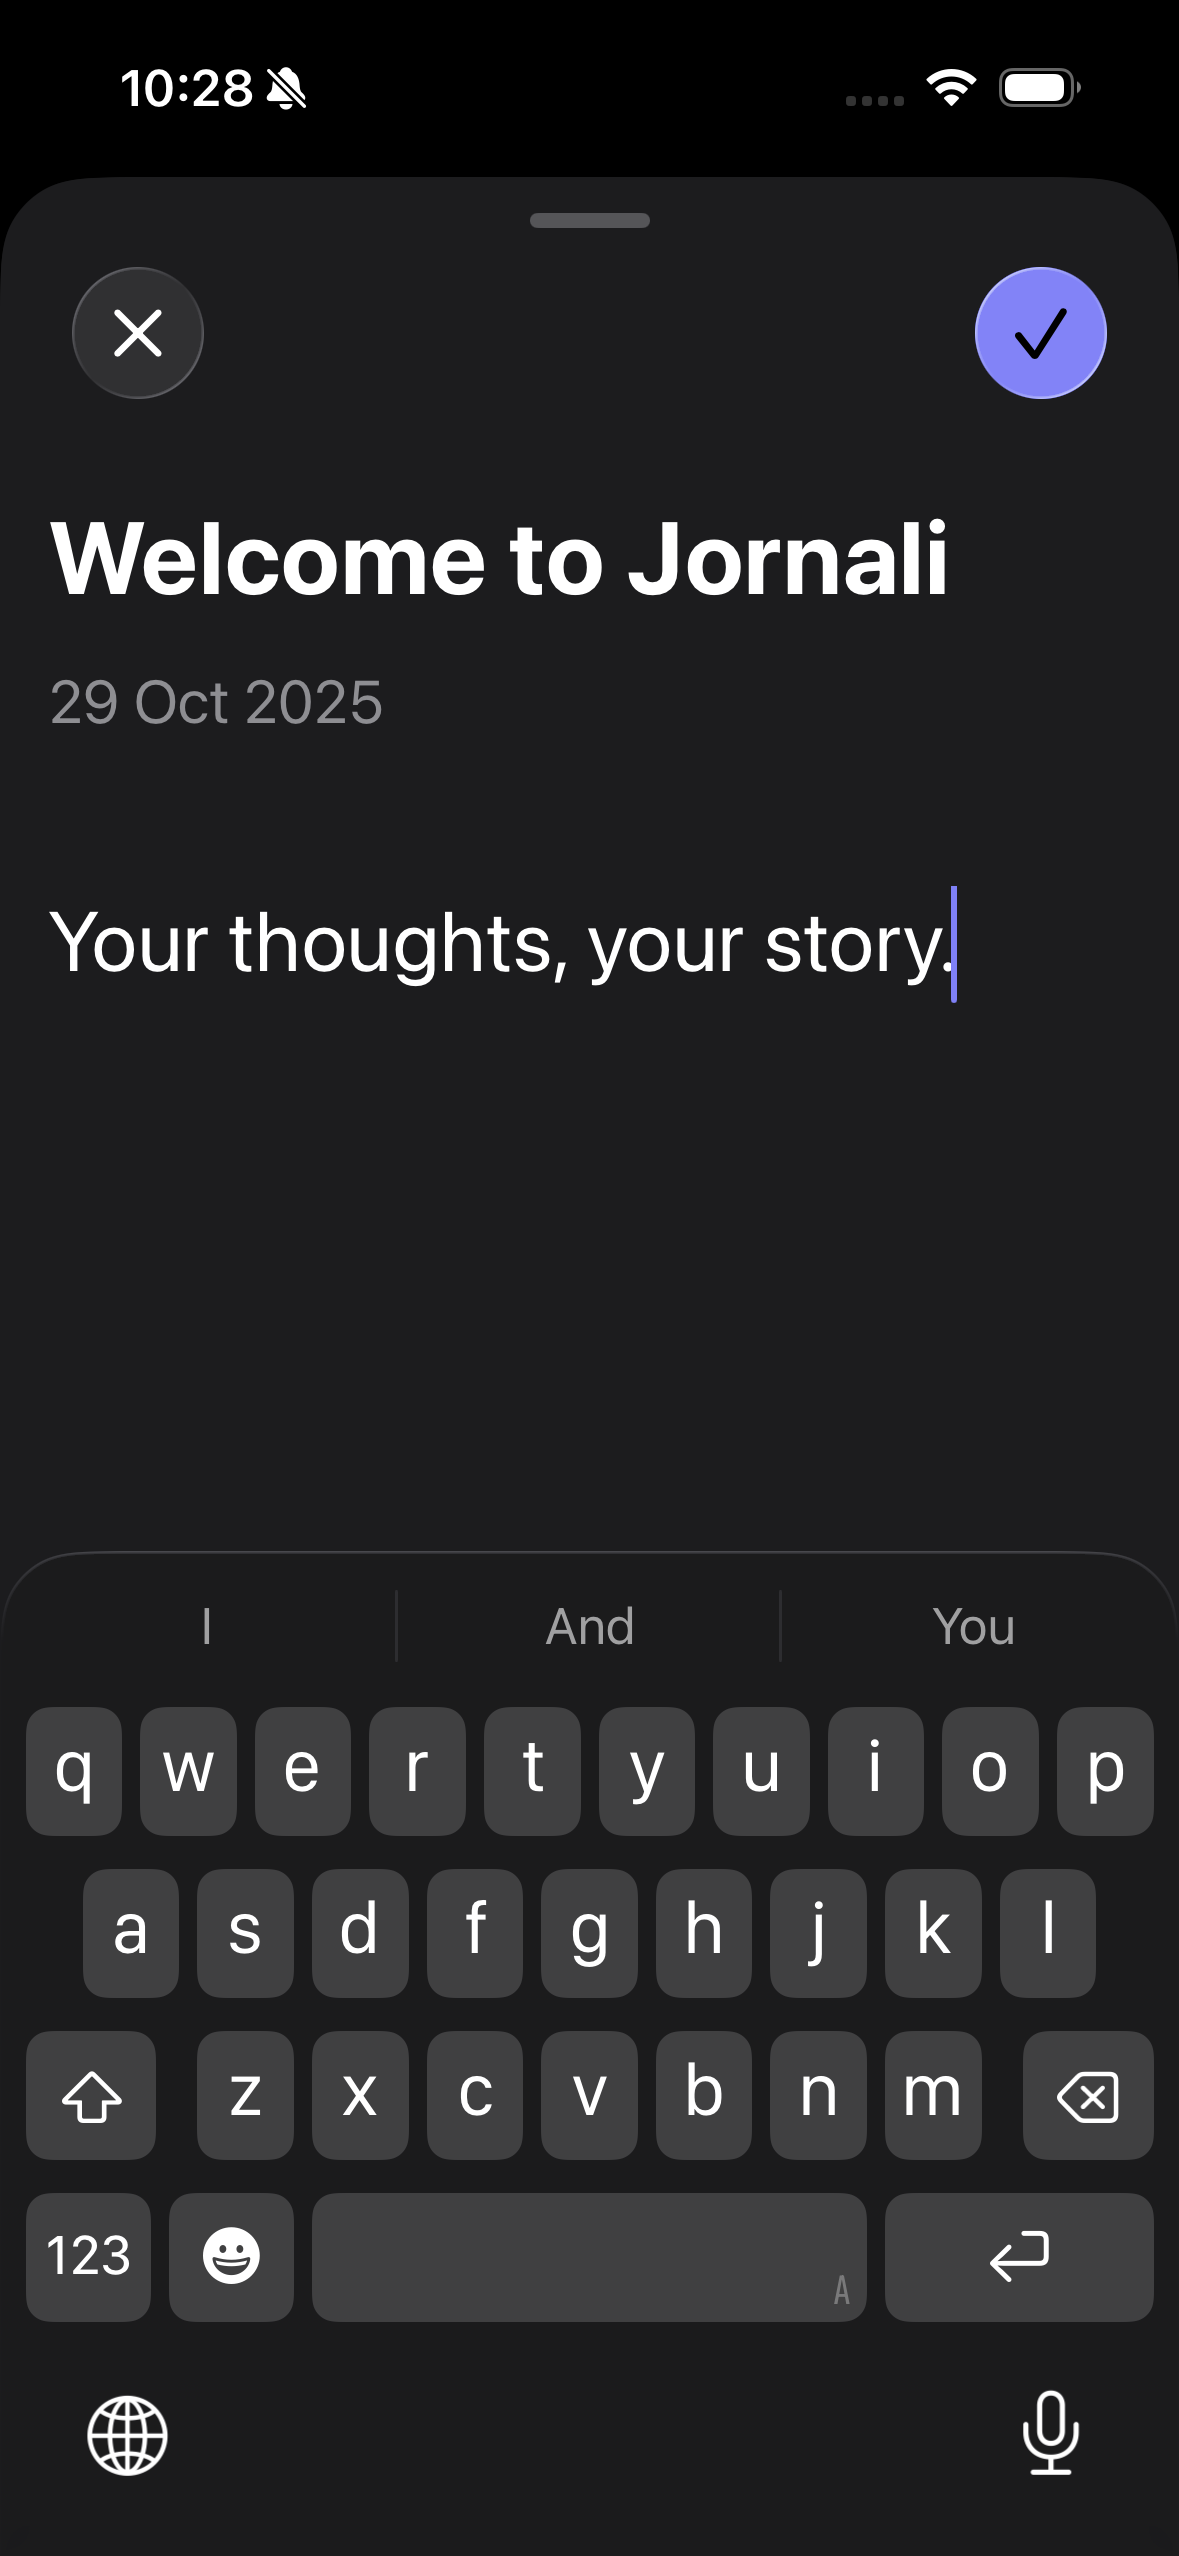 10:28
Welcome to Jornali
29 Oct 2025
Your thoughts, your story.
I And You
q w e r t y u i o p
a s d f g h j k l
z x c v b n m
123
A